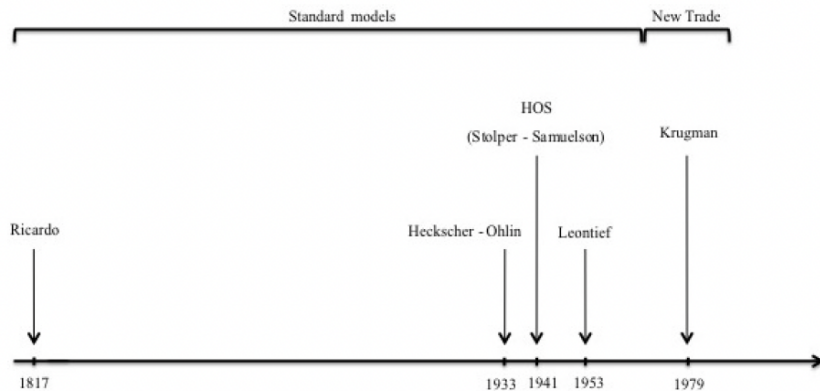 Standard models
New Trade
HOS
(Stolper - Samuelson)
Krugman
Ricardo
Heckscher - Ohlin
Leontief
1817
1933
1941
1953
1979